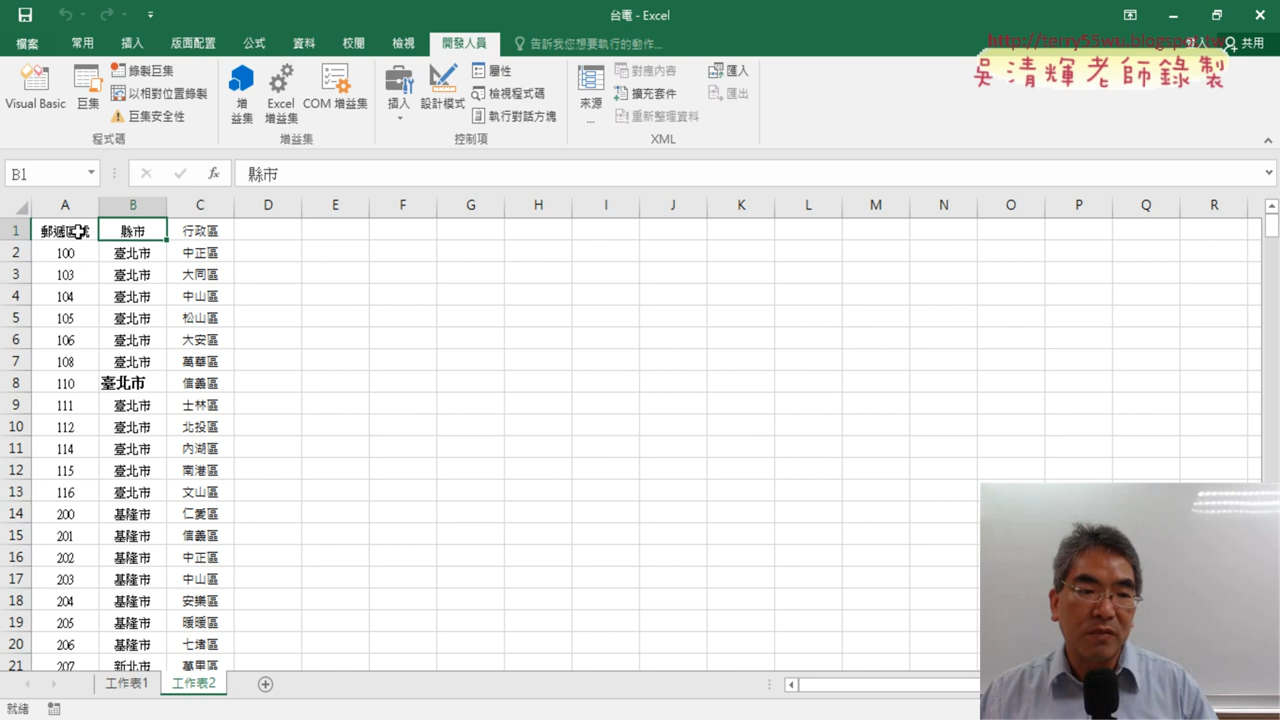 台電 - Excel
檔案 常用 插入 版面配置 公式 資料 校閱 檢視 開發人員 告訴我您想要執行的動作... 共用
http://terry55wu.blogspot.tw
吳清輝老師錄製
Visual Basic 巨集 錄製巨集 以相對位置錄製 巨集安全性
程式碼
增益集 Excel 增益集 COM 增益集
增益集
插入 設計模式 屬性 檢視程式碼 執行對話方塊
控制項
來源... 對應內容 擴充套件 重新整理資料 匯入 匯出
XML
B1 fx 縣市
A B C D E F G H I J K L M N O P Q R
1 縣市 行政區
2 100 臺北市 中正區
3 103 臺北市 大同區
4 104 臺北市 中山區
5 105 臺北市 松山區
6 106 臺北市 大安區
7 108 臺北市 萬華區
8 110 臺北市 信義區
9 111 臺北市 士林區
10 112 臺北市 北投區
11 114 臺北市 內湖區
12 115 臺北市 南港區
13 116 臺北市 文山區
14 200 基隆市 仁愛區
15 201 基隆市 信義區
16 202 基隆市 中正區
17 203 基隆市 中山區
18 204 基隆市 安樂區
19 205 基隆市 暖暖區
20 206 基隆市 七堵區
21 207 新北市 萬里區
工作表1 工作表2
就緒